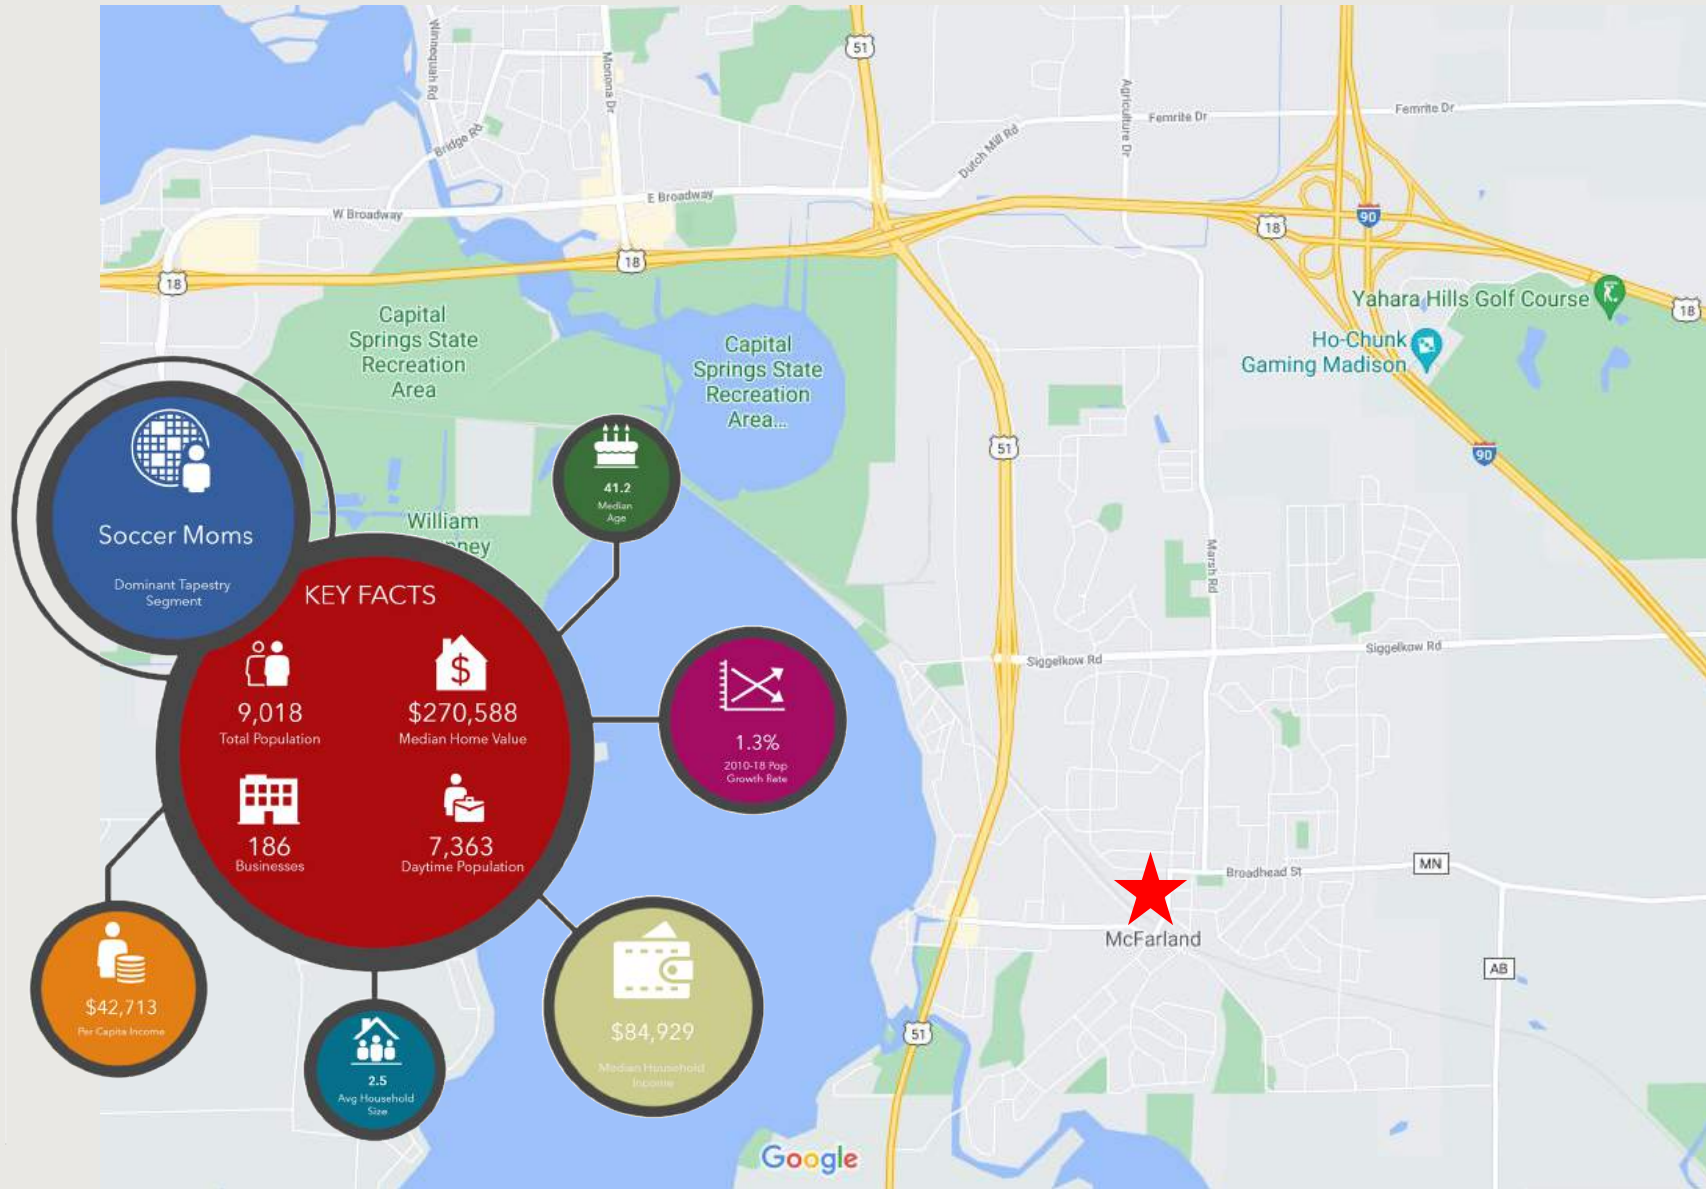 Winnequah Rd
Monona Dr
51
Agriculture Dr
Femrite Dr
Femrite Dr
Bridge Rd
Dutch Mill Rd
W Broadway
E Broadway
90
18
18
18
18
Yahara Hills Golf Course
Ho-Chunk
Gaming Madison
Capital
Springs State
Recreation
Area
Capital
Springs State
Recreation
Area...
51
90
William
Marsh Rd
Siggelkow Rd
Siggelkow Rd
Broadhead St
MN
McFarland
AB
51
Google
Soccer Moms
Dominant Tapestry
Segment
KEY FACTS
9,018
Total Population
$270,588
Median Home Value
186
Businesses
7,363
Daytime Population
41.2
Median
Age
1.3%
2010-18 Pop
Growth Rate
$42,713
Per Capita Income
2.5
Avg Household
Size
$84,929
Median Household
Income